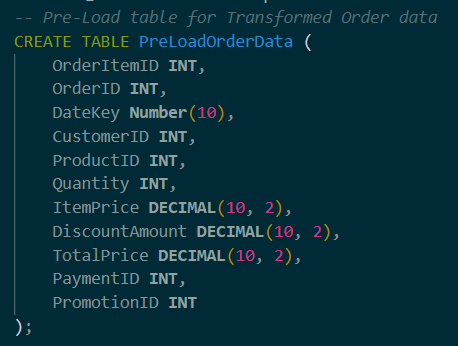 -- Pre-Load table for Transformed Order data
CREATE TABLE PreLoadOrderData (
    OrderItemID INT,
    OrderID INT,
    DateKey Number(10),
    CustomerID INT,
    ProductID INT,
    Quantity INT,
    ItemPrice DECIMAL(10, 2),
    DiscountAmount DECIMAL(10, 2),
    TotalPrice DECIMAL(10, 2),
    PaymentID INT,
    PromotionID INT
);